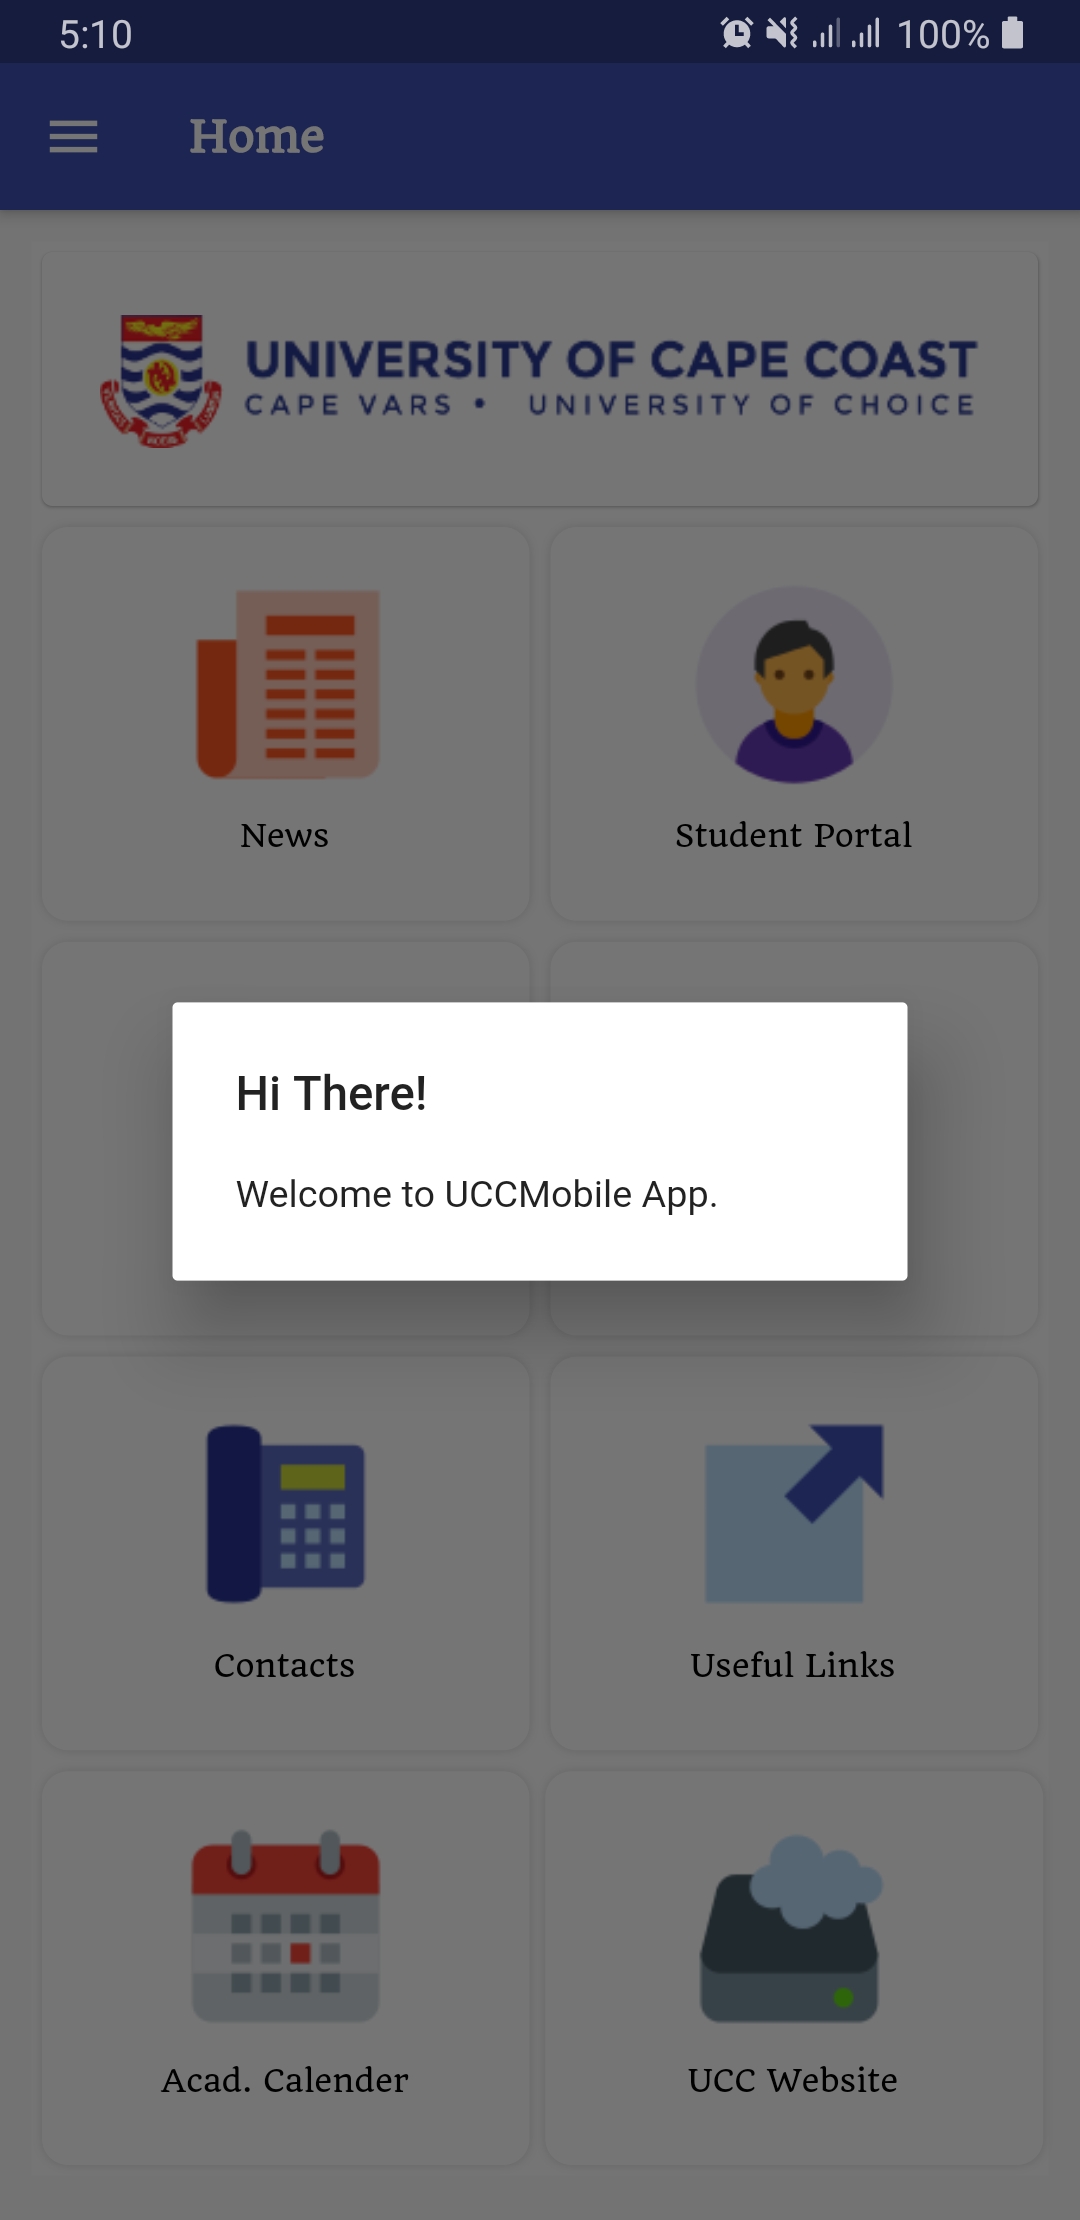 5:10
100%
Home
UNIVERSITY OF CAPE COAST
CAPE VARS • UNIVERSITY OF CHOICE
News
Student Portal
Hi There!
Welcome to UCCMobile App.
Contacts
Useful Links
Acad. Calender
UCC Website